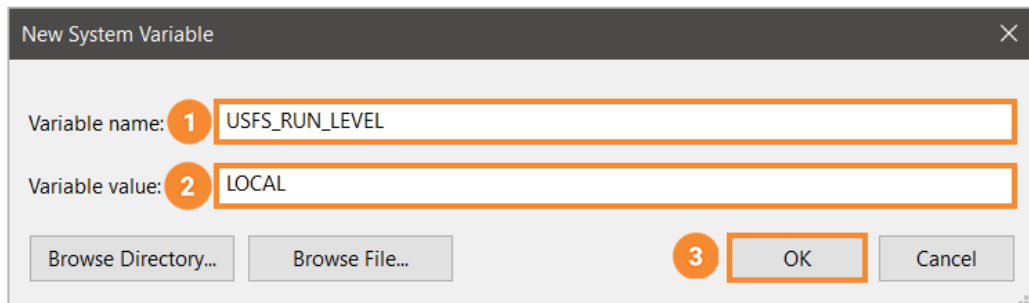 New System Variable
Variable name: 1 USFS_RUN_LEVEL
Variable value: 2 LOCAL
Browse Directory... Browse File... 3 OK Cancel